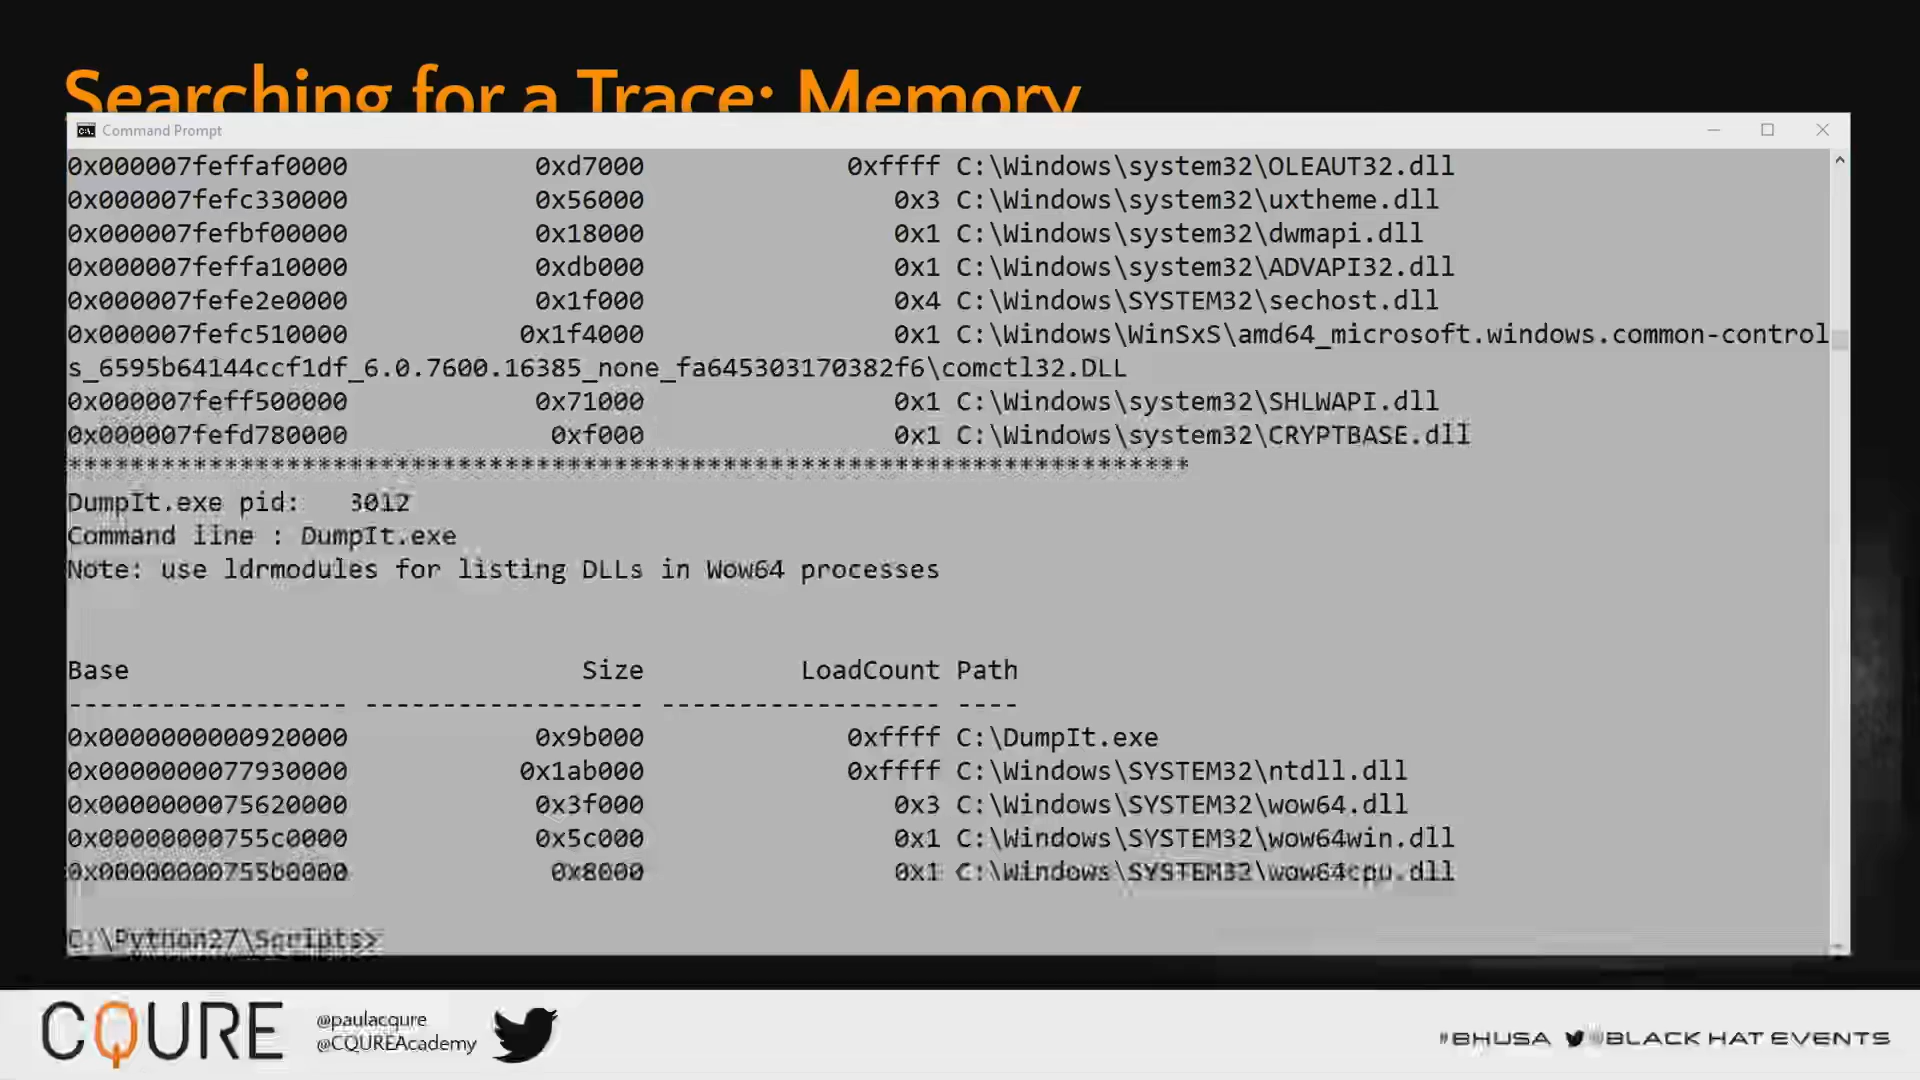 Searching for a Trace: Memory
Command Prompt
0x000007feffaf0000 0xd7000 0xffff C:\Windows\system32\OLEAUT32.dll
0x000007fefc330000 0x56000 0x3 C:\Windows\system32\uxtheme.dll
0x000007fefbf00000 0x18000 0x1 C:\Windows\system32\dwmapi.dll
0x000007feffa10000 0xdb000 0x1 C:\Windows\system32\ADVAPI32.dll
0x000007fefe2e0000 0x1f000 0x4 C:\Windows\SYSTEM32\sechost.dll
0x000007fefc510000 0x1f4000 0x1 C:\Windows\WinSxS\amd64_microsoft.windows.common-control
s_6595b64144ccf1df_6.0.7600.16385_none_fa645303170382f6\comctl32.DLL
0x000007feff500000 0x71000 0x1 C:\Windows\system32\SHLWAPI.dll
0x000007fefd780000 0xf000 0x1 C:\Windows\system32\CRYPTBASE.dll
************************************************************************
DumpIt.exe pid: 3012
Command line : DumpIt.exe
Note: use ldrmodules for listing DLLs in Wow64 processes
Base Size LoadCount Path
------------------ ------------------ ------------------ ----
0x0000000000920000 0x9b000 0xffff C:\DumpIt.exe
0x0000000077930000 0x1ab000 0xffff C:\Windows\SYSTEM32\ntdll.dll
0x0000000075620000 0x3f000 0x3 C:\Windows\SYSTEM32\wow64.dll
0x00000000755c0000 0x5c000 0x1 C:\Windows\SYSTEM32\wow64win.dll
0x00000000755b0000 0x8000 0x1 C:\Windows\SYSTEM32\wow64cpu.dll
C:\Python27\Scripts>
CQURE
@paulacqure
@CQUREAcademy
#BHUSA @BLACK HAT EVENTS